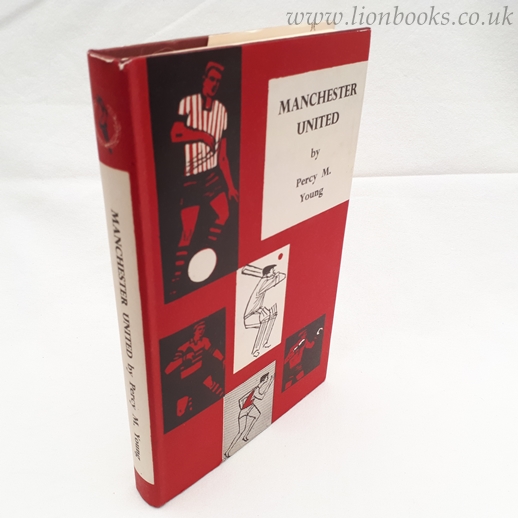 www.lionbooks.co.uk
MANCHESTER
UNITED
by
Percy M.
Young
MANCHESTER UNITED by Percy M. Young